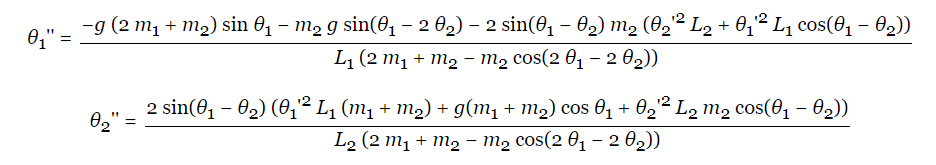 θ₁'' = −g (2 m₁ + m₂) sin θ₁ − m₂ g sin(θ₁ − 2 θ₂) − 2 sin(θ₁ − θ₂) m₂ (θ₂'² L₂ + θ₁'² L₁ cos(θ₁ − θ₂))
L₁ (2 m₁ + m₂ − m₂ cos(2 θ₁ − 2 θ₂))
θ₂'' = 2 sin(θ₁ − θ₂) (θ₁'² L₁ (m₁ + m₂) + g(m₁ + m₂) cos θ₁ + θ₂'² L₂ m₂ cos(θ₁ − θ₂))
L₂ (2 m₁ + m₂ − m₂ cos(2 θ₁ − 2 θ₂))